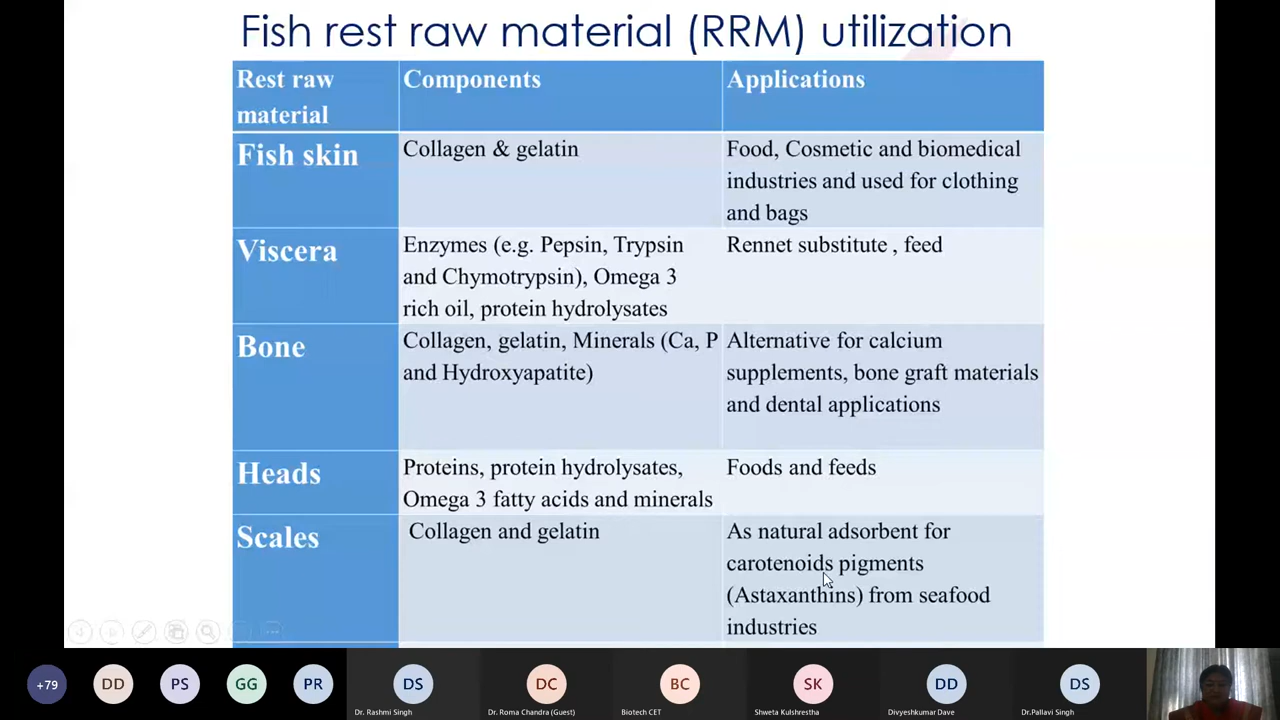 Fish rest raw material (RRM) utilization
Rest raw
material
Components
Applications
Fish skin
Collagen & gelatin
Food, Cosmetic and biomedical
industries and used for clothing
and bags
Viscera
Enzymes (e.g. Pepsin, Trypsin
and Chymotrypsin), Omega 3
rich oil, protein hydrolysates
Rennet substitute , feed
Bone
Collagen, gelatin, Minerals (Ca, P
and Hydroxyapatite)
Alternative for calcium
supplements, bone graft materials
and dental applications
Heads
Proteins, protein hydrolysates,
Omega 3 fatty acids and minerals
Foods and feeds
Scales
Collagen and gelatin
As natural adsorbent for
carotenoids pigments
(Astaxanthins) from seafood
industries
+79
DD
PS
GG
PR
DS
DC
BC
SK
DD
DS
Dr. Rashmi Singh
Dr. Roma Chandra (Guest)
Biotech CET
Shweta Kulshrestha
Divyeshkumar Dave
Dr.Pallavi Singh